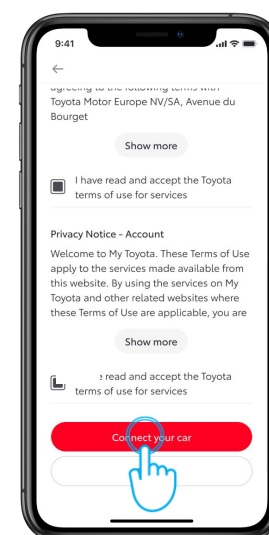 9:41
agreeing to the following terms with
Toyota Motor Europe NV/SA, Avenue du
Bourget
Show more
I have read and accept the Toyota
terms of use for services
Privacy Notice - Account
Welcome to My Toyota. These Terms of Use
apply to the services made available from
this website. By using the services on My
Toyota and other related websites where
these Terms of Use are applicable, you are
Show more
read and accept the Toyota
terms of use for services
Connect your car